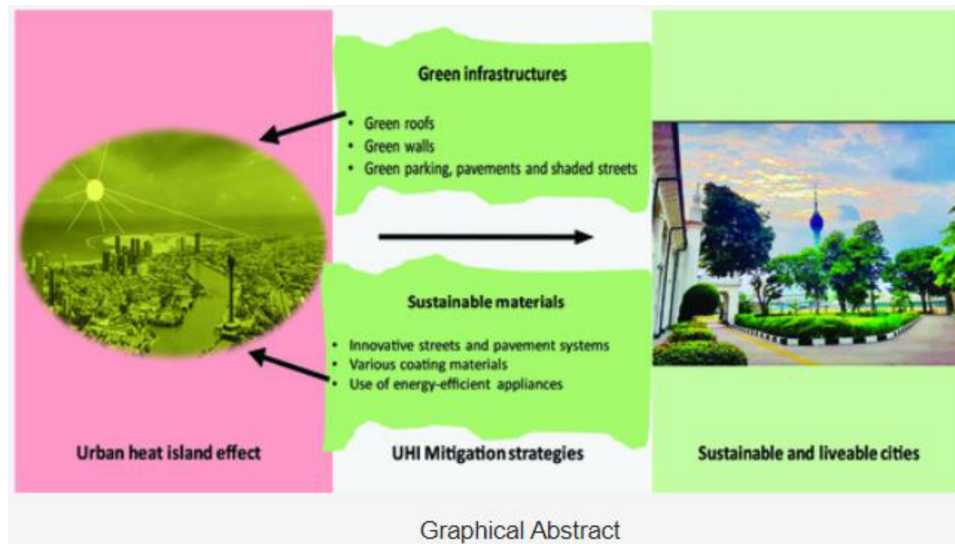 Green infrastructures
• Green roofs
• Green walls
• Green parking, pavements and shaded streets
Sustainable materials
• Innovative streets and pavement systems
• Various coating materials
• Use of energy-efficient appliances
Urban heat island effect
UHI Mitigation strategies
Sustainable and liveable cities
Graphical Abstract